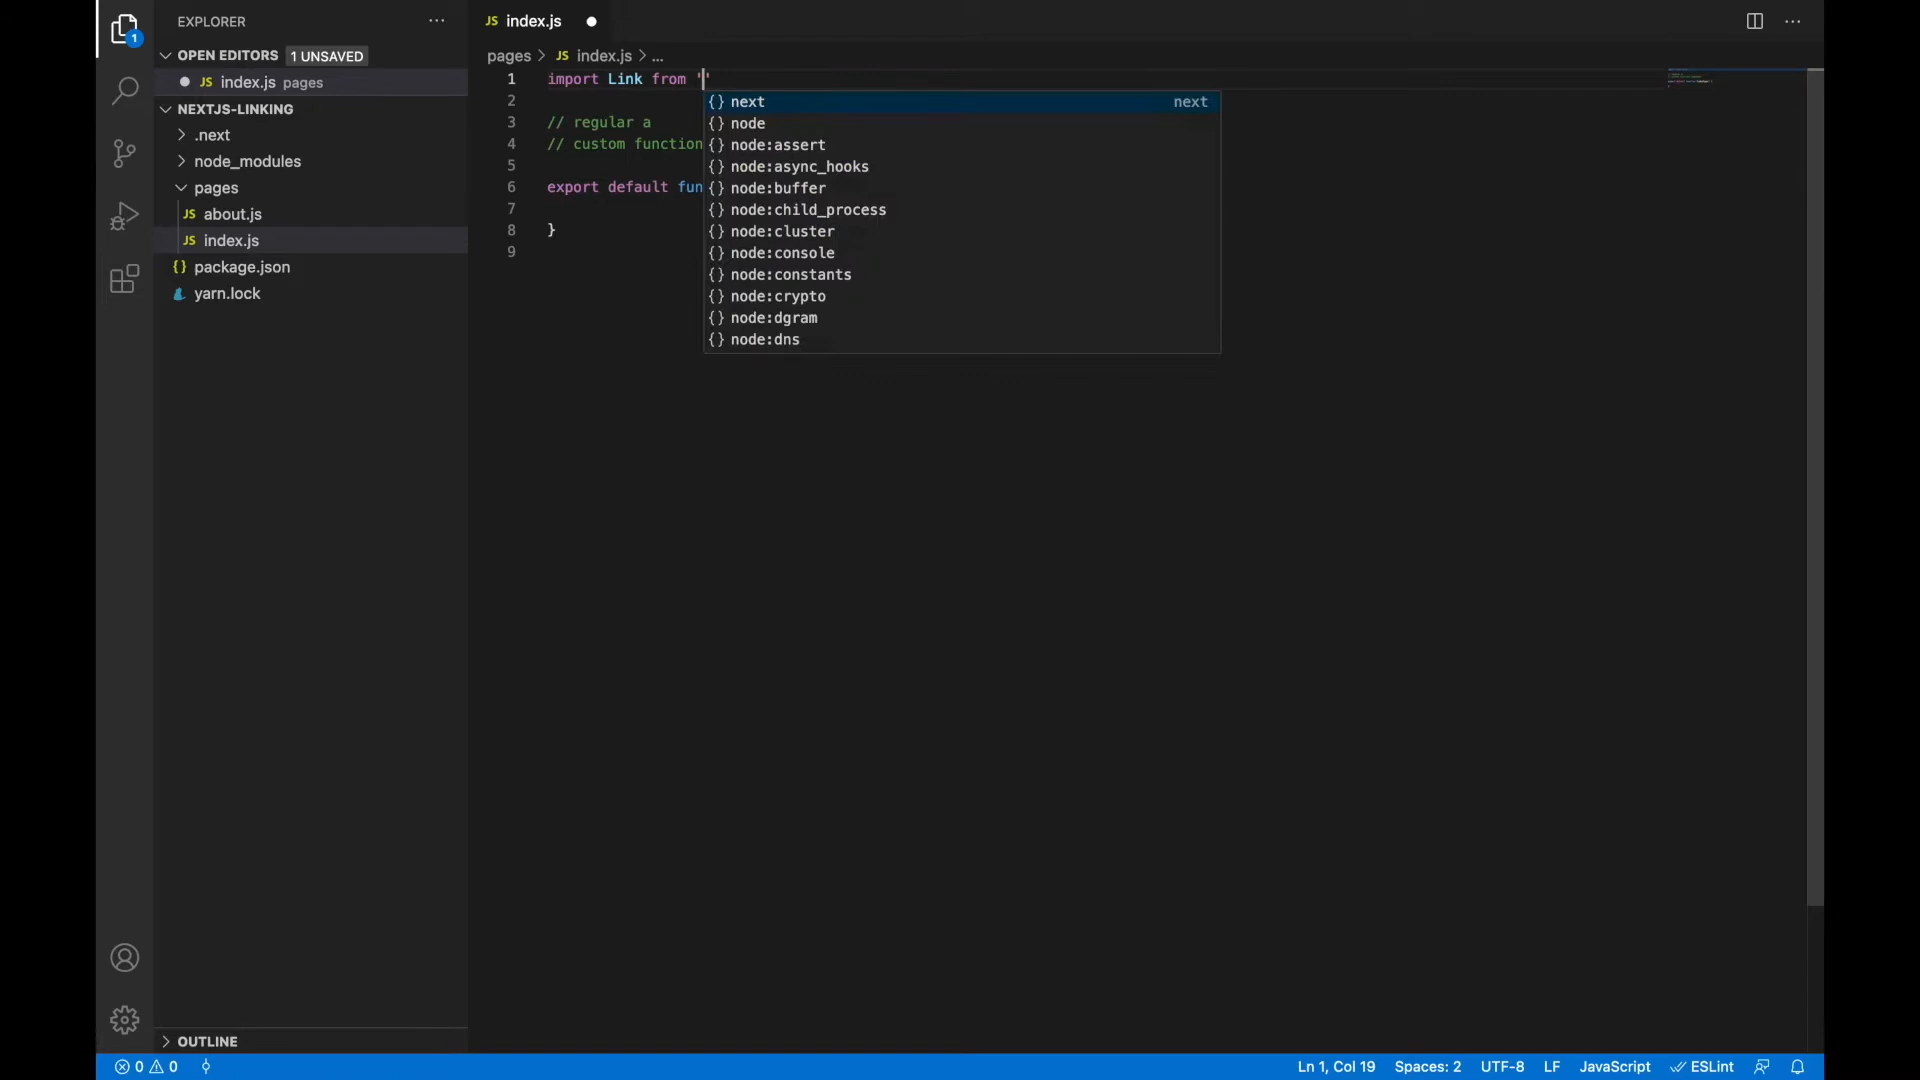 EXPLORER
1
OPEN EDITORS 1 UNSAVED
JS index.js pages
NEXTJS-LINKING
.next
node_modules
pages
JS about.js
JS index.js
{} package.json
yarn.lock
OUTLINE
JS index.js
pages > JS index.js > ...
1 import Link from ''
2
3 // regular a
4 // custom function
5
6 export default fun
7
8 }
9
{} next next
{} node
{} node:assert
{} node:async_hooks
{} node:buffer
{} node:child_process
{} node:cluster
{} node:console
{} node:constants
{} node:crypto
{} node:dgram
{} node:dns
0 0 Ln 1, Col 19 Spaces: 2 UTF-8 LF JavaScript ESLint